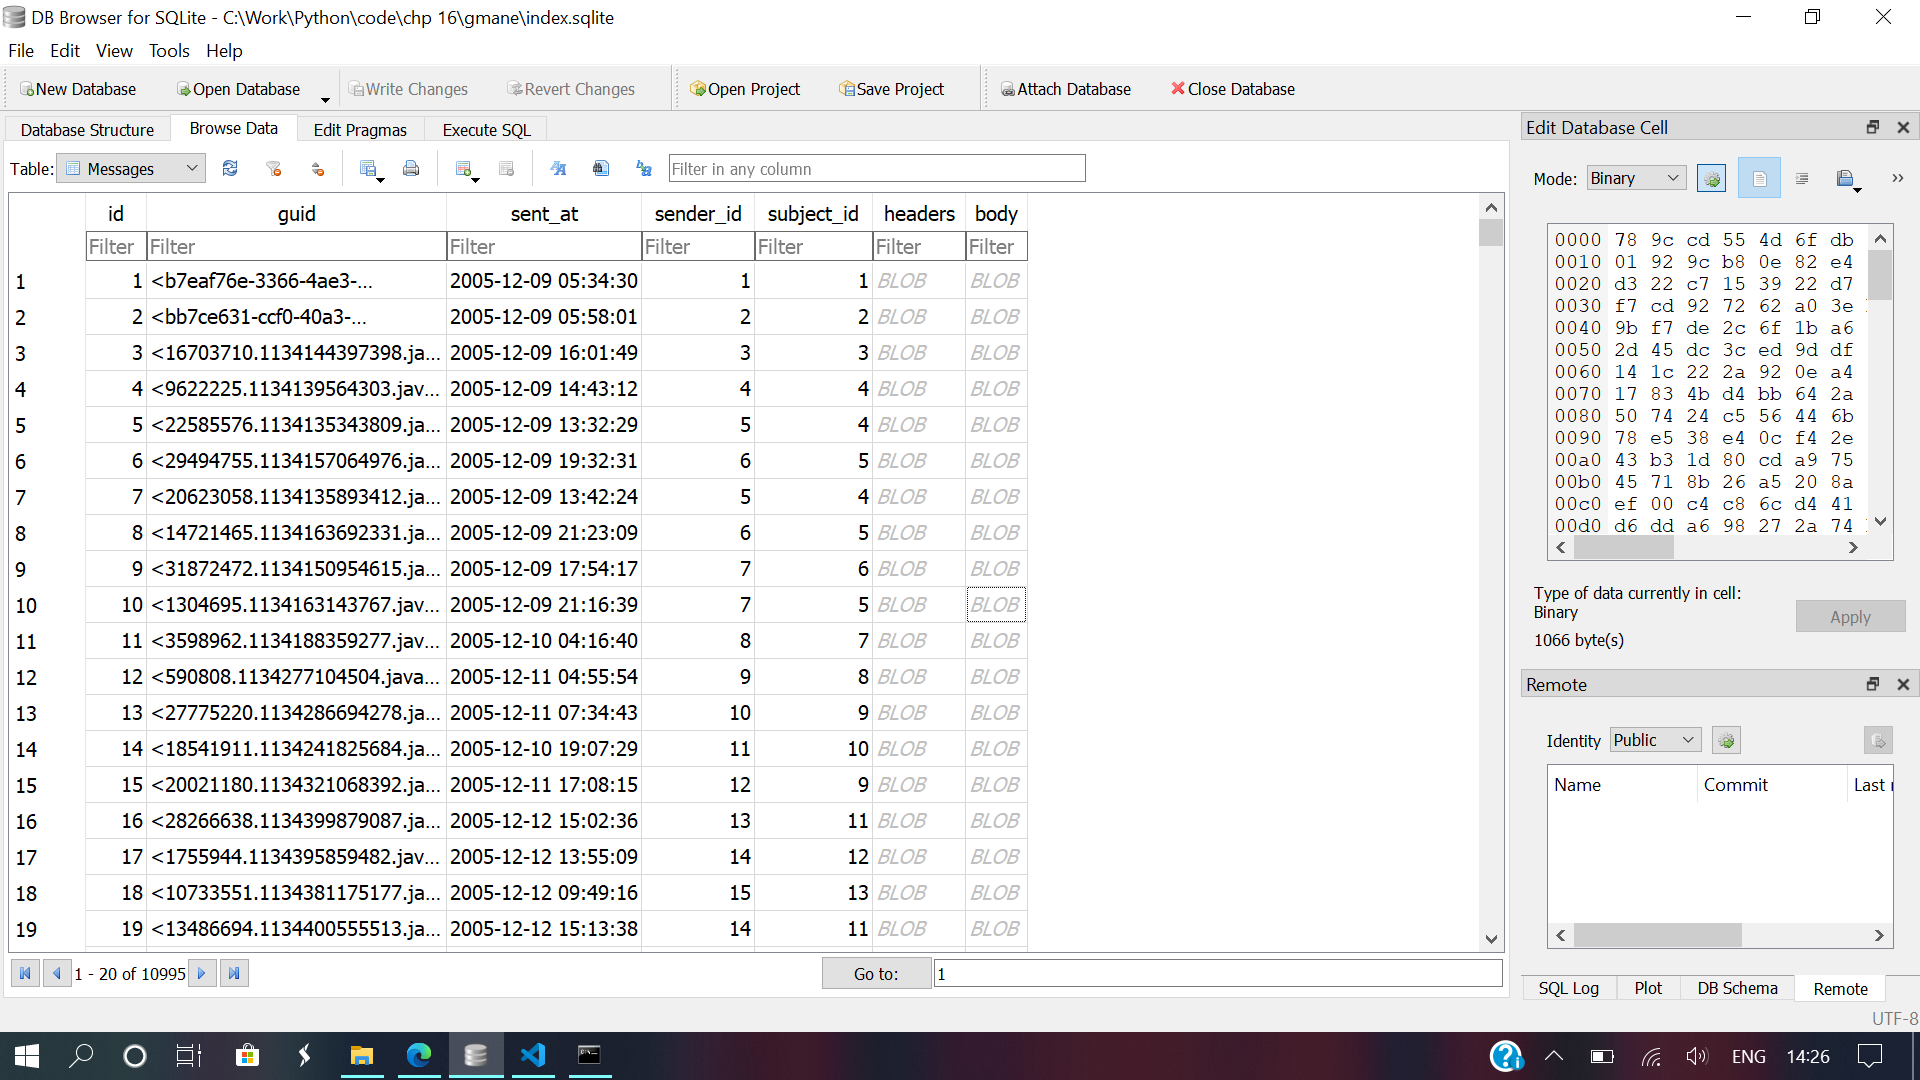 DB Browser for SQLite - C:\Work\Python\code\chp 16\gmane\index.sqlite
File Edit View Tools Help
New Database Open Database Write Changes Revert Changes Open Project Save Project Attach Database Close Database
Database Structure Browse Data Edit Pragmas Execute SQL
Table: Messages Filter in any column
id guid sent_at sender_id subject_id headers body
Filter Filter Filter Filter Filter Filter Filter
1 1 <b7eaf76e-3366-4ae3-... 2005-12-09 05:34:30 1 1 BLOB BLOB
2 2 <bb7ce631-ccf0-40a3-... 2005-12-09 05:58:01 2 2 BLOB BLOB
3 3 <16703710.1134144397398.ja... 2005-12-09 16:01:49 3 3 BLOB BLOB
4 4 <9622225.1134139564303.jav... 2005-12-09 14:43:12 4 4 BLOB BLOB
5 5 <22585576.1134135343809.ja... 2005-12-09 13:32:29 5 4 BLOB BLOB
6 6 <29494755.1134157064976.ja... 2005-12-09 19:32:31 6 5 BLOB BLOB
7 7 <20623058.1134135893412.ja... 2005-12-09 13:42:24 5 4 BLOB BLOB
8 8 <14721465.1134163692331.ja... 2005-12-09 21:23:09 6 5 BLOB BLOB
9 9 <31872472.1134150954615.ja... 2005-12-09 17:54:17 7 6 BLOB BLOB
10 10 <1304695.1134163143767.jav... 2005-12-09 21:16:39 7 5 BLOB BLOB
11 11 <3598962.1134188359277.jav... 2005-12-10 04:16:40 8 7 BLOB BLOB
12 12 <590808.1134277104504.java... 2005-12-11 04:55:54 9 8 BLOB BLOB
13 13 <27775220.1134286694278.ja... 2005-12-11 07:34:43 10 9 BLOB BLOB
14 14 <18541911.1134241825684.ja... 2005-12-10 19:07:29 11 10 BLOB BLOB
15 15 <20021180.1134321068392.ja... 2005-12-11 17:08:15 12 9 BLOB BLOB
16 16 <28266638.1134399879087.ja... 2005-12-12 15:02:36 13 11 BLOB BLOB
17 17 <1755944.1134395859482.jav... 2005-12-12 13:55:09 14 12 BLOB BLOB
18 18 <10733551.1134381175177.ja... 2005-12-12 09:49:16 15 13 BLOB BLOB
19 19 <13486694.1134400555513.ja... 2005-12-12 15:13:38 14 11 BLOB BLOB
1 - 20 of 10995 Go to: 1
Edit Database Cell
Mode: Binary
0000 78 9c cd 55 4d 6f db
0010 01 92 9c b8 0e 82 e4
0020 d3 22 c7 15 39 22 d7
0030 f7 cd 92 72 62 a0 3e
0040 9b f7 de 2c 6f 1b a6
0050 2d 45 dc 3c ed 9d df
0060 14 1c 22 2a 92 0e a4
0070 17 83 4b d4 bb 64 2a
0080 50 74 24 c5 56 44 6b
0090 78 e5 38 e4 0c f4 2e
00a0 43 b3 1d 80 cd a9 75
00b0 45 71 8b 26 a5 20 8a
00c0 ef 00 c4 c8 6c d4 41
00d0 d6 dd a6 98 27 2a 74
Type of data currently in cell:
Binary
1066 byte(s)
Apply
Remote
Identity Public
Name Commit Last
SQL Log Plot DB Schema Remote
UTF-8
ENG 14:26